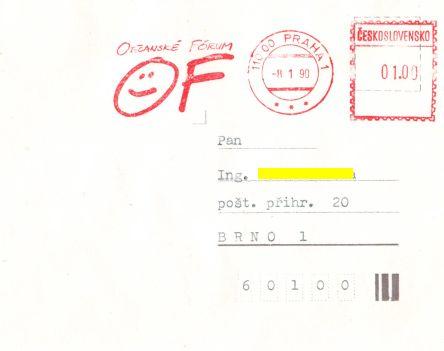 OBČANSKÉ FÓRUM
OF
110 00 PRAHA 1
-8 1 90
ČESKOSLOVENSKO
01.00
Pan
Ing.
pošt. přihr. 20
BRNO 1
60100